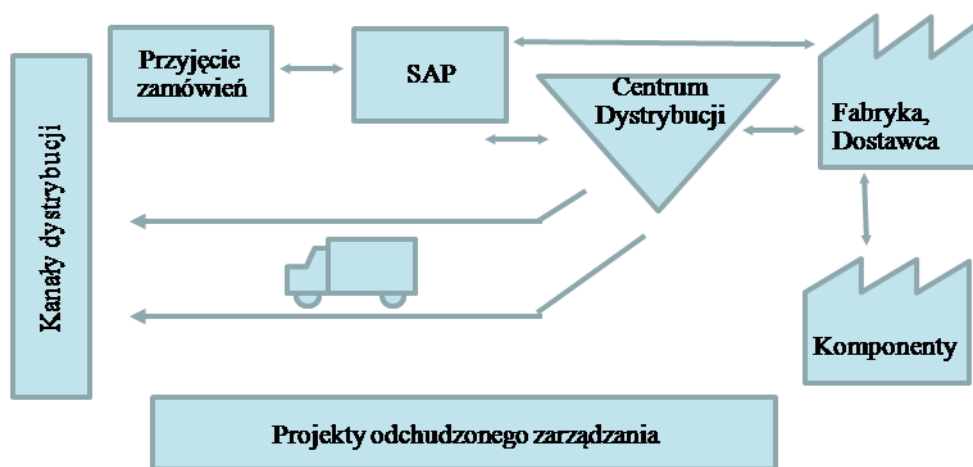 Przyjęcie
zamówień
SAP
Centrum
Dystrybucji
Fabryka,
Dostawca
Kanały dystrybucji
Komponenty
Projekty odchudzonego zarządzania